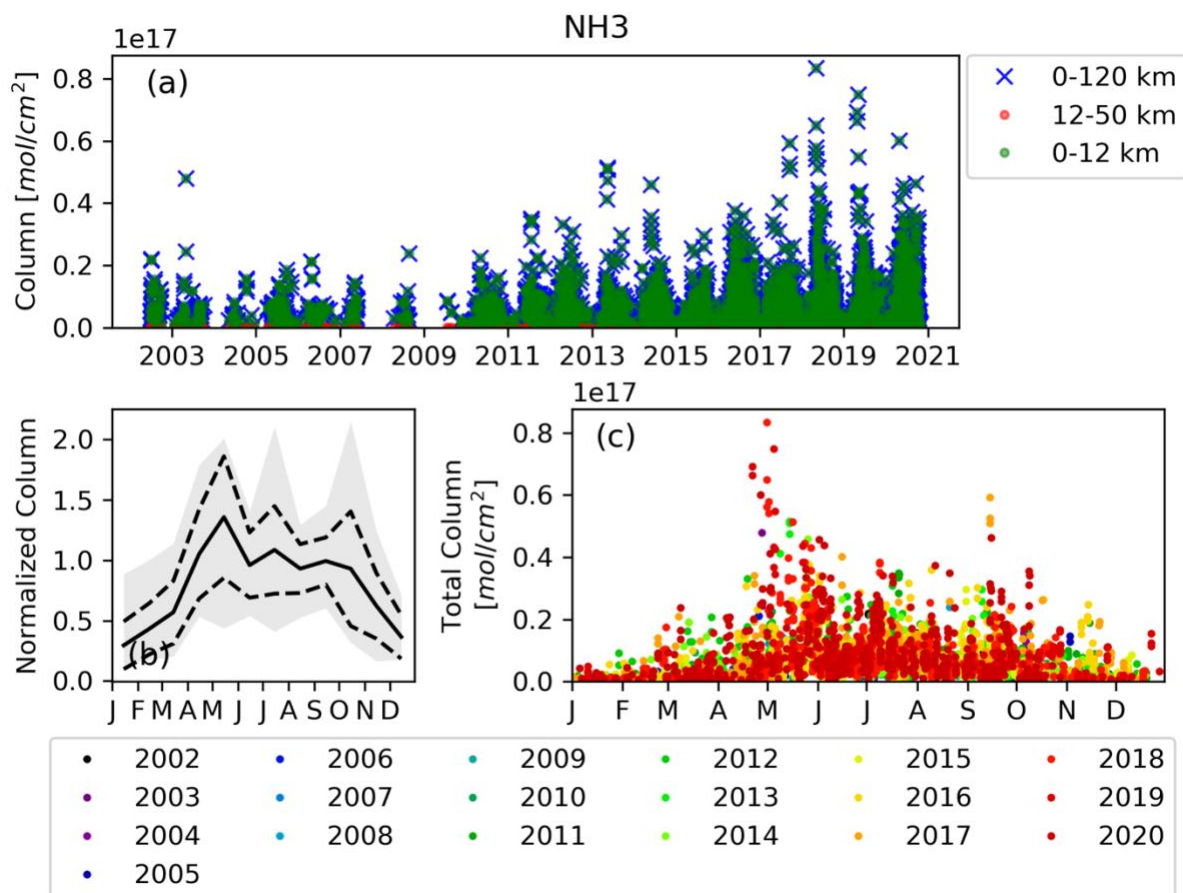 NH3
1e17
(a)
Column [mol/cm²]
0.8
0.6
0.4
0.2
0.0
2003 2005 2007 2009 2011 2013 2015 2017 2019 2021
0-120 km
12-50 km
0-12 km
Normalized Column
2.0
1.5
1.0
0.5
0.0
(b)
J F M A M J J A S O N D
1e17
(c)
Total Column
[mol/cm²]
0.8
0.6
0.4
0.2
0.0
J F M A M J J A S O N D
2002 2006 2009 2012 2015 2018
2003 2007 2010 2013 2016 2019
2004 2008 2011 2014 2017 2020
2005